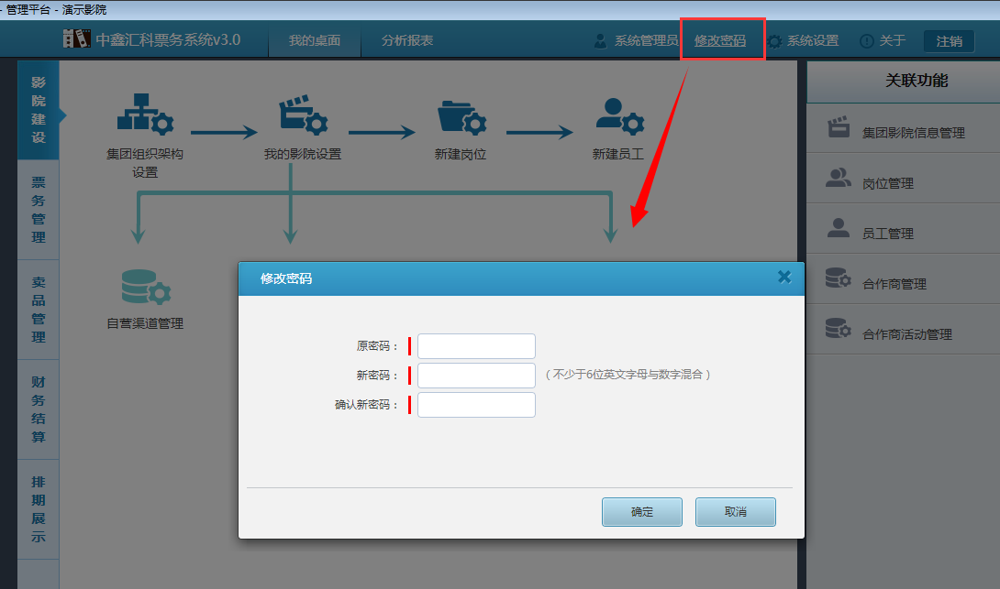 - 管理平台 - 演示影院
中鑫汇科票务系统v3.0
我的桌面
分析报表
系统管理员
修改密码
系统设置
关于
注销
影院建设
票务管理
卖品管理
财务结算
排期展示
集团组织架构
设置
我的影院设置
新建岗位
新建员工
自营渠道管理
关联功能
集团影院信息管理
岗位管理
员工管理
合作商管理
合作商活动管理
修改密码
原密码：
新密码：
（不少于6位英文字母与数字混合）
确认新密码：
确定
取消